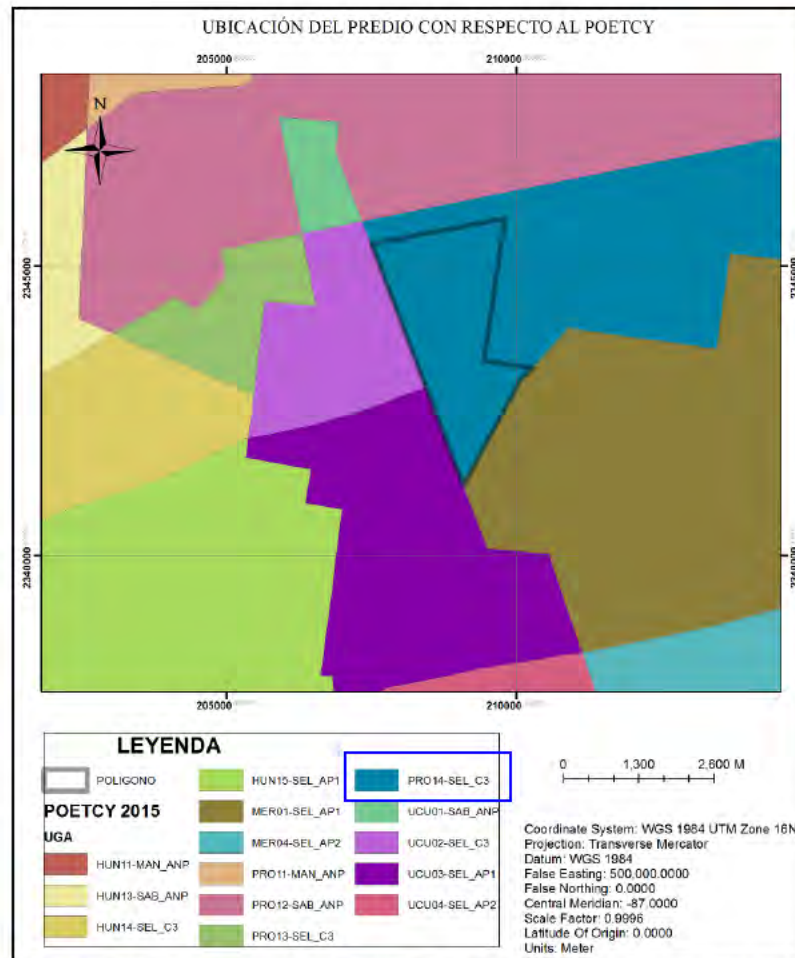 UBICACIÓN DEL PREDIO CON RESPECTO AL POETCY
205000
210000
N
2345000
2345000
2340000
2340000
205000
210000
LEYENDA
POLIGONO
POETCY 2015
UGA
HUN11-MAN_ANP
HUN13-SAB_ANP
HUN14-SEL_C3
HUN15-SEL_AP1
MER01-SEL_AP1
MER04-SEL_AP2
PRO11-MAN_ANP
PRO12-SAB_ANP
PRO13-SEL_C3
PRO14-SEL_C3
UCU01-SAB_ANP
UCU02-SEL_C3
UCU03-SEL_AP1
UCU04-SEL_AP2
0 1,300 2,600 M
Coordinate System: WGS 1984 UTM Zone 16N
Projection: Transverse Mercator
Datum: WGS 1984
False Easting: 500,000.0000
False Northing: 0.0000
Central Meridian: -87.0000
Scale Factor: 0.9996
Latitude Of Origin: 0.0000
Units: Meter